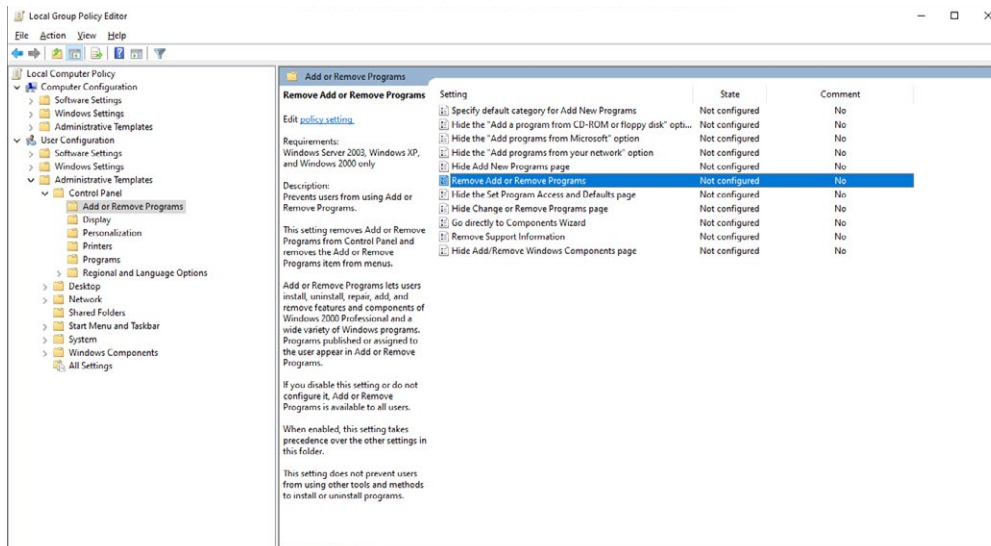 Local Group Policy Editor
File Action View Help
Local Computer Policy
Computer Configuration
Software Settings
Windows Settings
Administrative Templates
User Configuration
Software Settings
Windows Settings
Administrative Templates
Control Panel
Add or Remove Programs
Display
Personalization
Printers
Programs
Regional and Language Options
Desktop
Network
Shared Folders
Start Menu and Taskbar
System
Windows Components
All Settings
Add or Remove Programs
Remove Add or Remove Programs
Edit policy setting
Requirements:
Windows Server 2003, Windows XP,
and Windows 2000 only
Description:
Prevents users from using Add or
Remove Programs.
This setting removes Add or Remove
Programs from Control Panel and
removes the Add or Remove
Programs item from menus.
Add or Remove Programs lets users
install, uninstall, repair, add, and
remove features and components of
Windows 2000 Professional and a
wide variety of Windows programs.
Programs published or assigned to
the user appear in Add or Remove
Programs.
If you disable this setting or do not
configure it, Add or Remove
Programs is available to all users.
When enabled, this setting takes
precedence over the other settings in
this folder.
This setting does not prevent users
from using other tools and methods
to install or uninstall programs.
Setting State Comment
Specify default category for Add New Programs Not configured No
Hide the "Add a program from CD-ROM or floppy disk" opti... Not configured No
Hide the "Add programs from Microsoft" option Not configured No
Hide the "Add programs from your network" option Not configured No
Hide Add New Programs page Not configured No
Remove Add or Remove Programs Not configured No
Hide the Set Program Access and Defaults page Not configured No
Hide Change or Remove Programs page Not configured No
Go directly to Components Wizard Not configured No
Remove Support Information Not configured No
Hide Add/Remove Windows Components page Not configured No